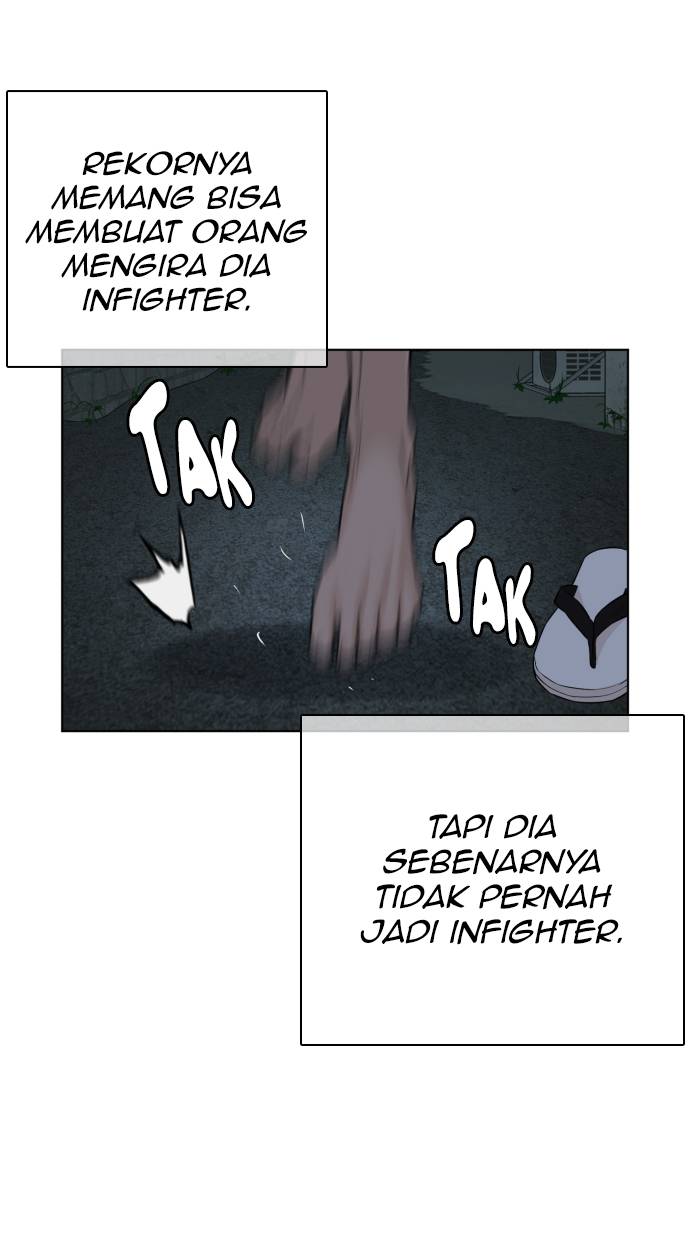 REKORNYA
MEMANG BISA
MEMBUAT ORANG
MENGIRA DIA
INFIGHTER.
TAK
TAK
TAPI DIA
SEBENARNYA
TIDAK PERNAH
JADI INFIGHTER.